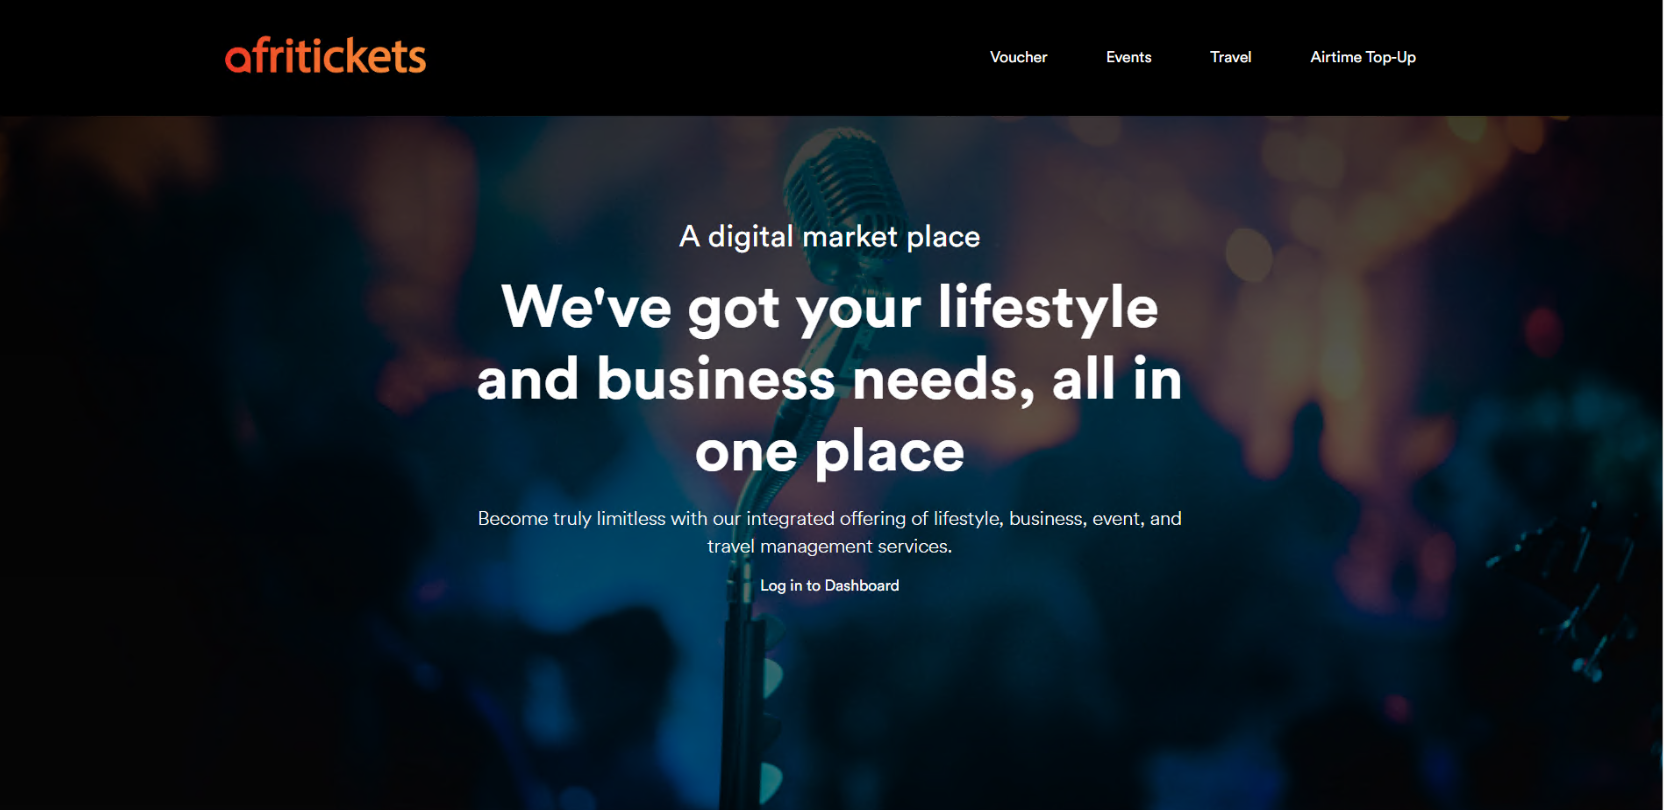 afritickets
Voucher
Events
Travel
Airtime Top-Up
A digital market place
We've got your lifestyle
and business needs, all in
one place
Become truly limitless with our integrated offering of lifestyle, business, event, and
travel management services.
Log in to Dashboard